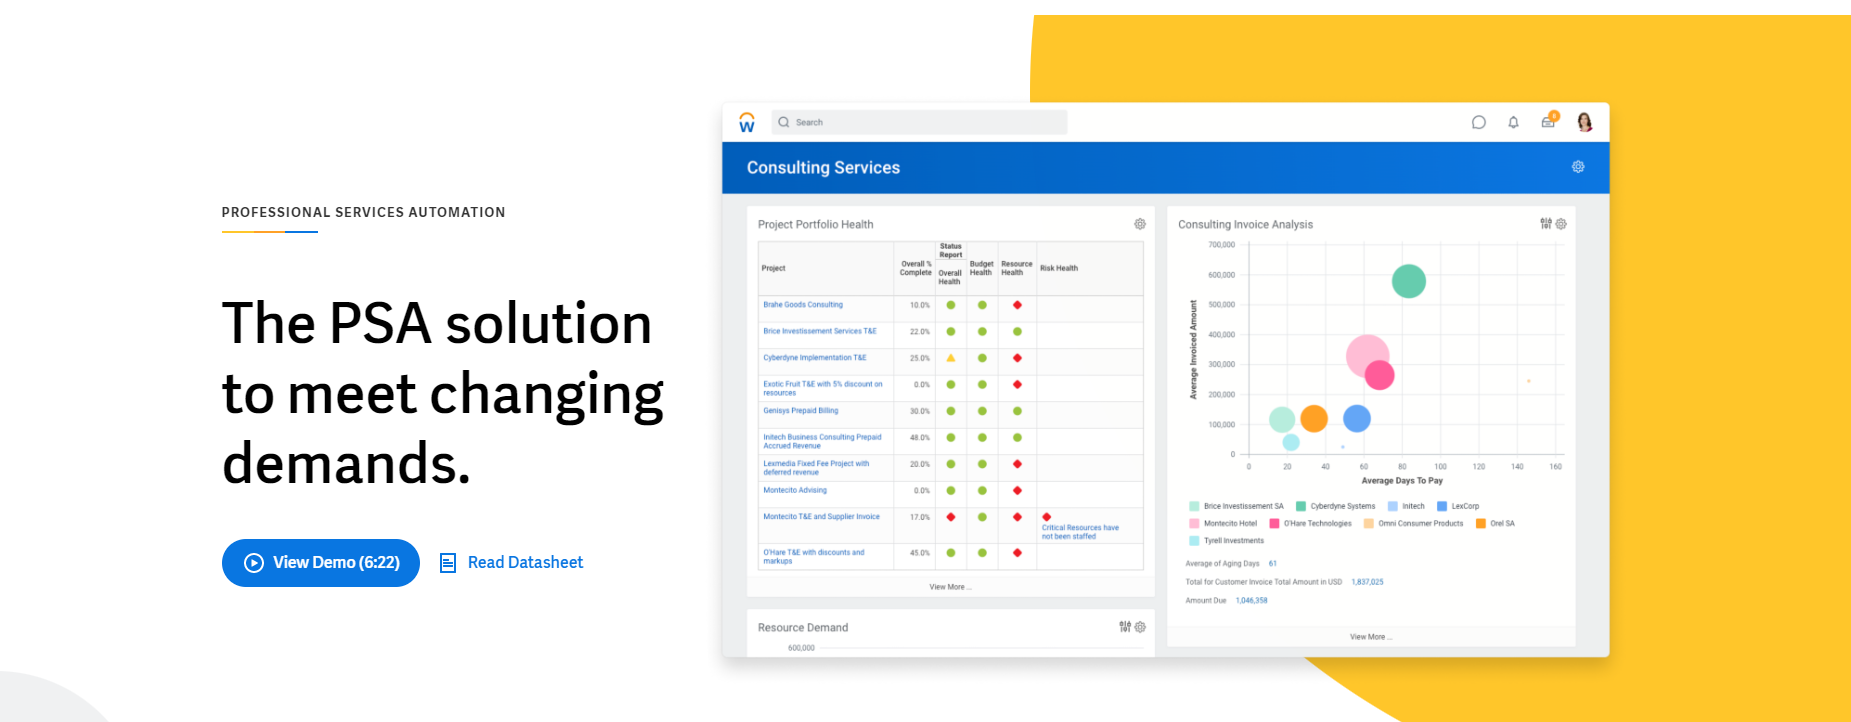 PROFESSIONAL SERVICES AUTOMATION
The PSA solution
to meet changing
demands.
View Demo (6:22)
Read Datasheet
W
Search
Consulting Services
Project Portfolio Health
Project
Overall %
Complete
Status
Report
Overall
Health
Budget
Health
Resource
Health
Risk Health
Brahe Goods Consulting 10.0%
Brice Investissement Services T&E 22.0%
Cyberdyne Implementation T&E 25.0%
Exotic Fruit T&E with 5% discount on 0.0%
resources
Genisys Prepaid Billing 30.0%
Initech Business Consulting Prepaid 48.0%
Accrued Revenue
Lexmedia Fixed Fee Project with 20.0%
deferred revenue
Montecito Advising 0.0%
Montecito T&E and Supplier Invoice 17.0%
Critical Resources have
not been staffed
O'Hare T&E with discounts and 45.0%
markups
View More ...
Resource Demand
600,000
Consulting Invoice Analysis
Average Invoiced Amount
700,000
600,000
500,000
400,000
300,000
200,000
100,000
0
0 20 40 60 80 100 120 140 160
Average Days To Pay
Brice Investissement SA Cyberdyne Systems Initech LexCorp
Montecito Hotel O'Hare Technologies Omni Consumer Products Orel SA
Tyrell Investments
Average of Aging Days 61
Total for Customer Invoice Total Amount in USD 1,837,025
Amount Due 1,046,358
View More ...